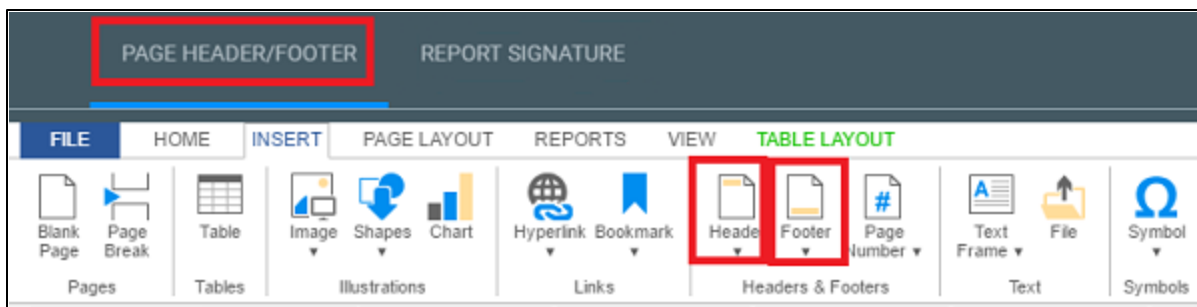 PAGE HEADER/FOOTER REPORT SIGNATURE
FILE HOME INSERT PAGE LAYOUT REPORTS VIEW TABLE LAYOUT
# A
Blank Page Table Image Shapes Chart Hyperlink Bookmark Heade Footer Page Text File Symbol
Page Break Number Frame
Pages Tables Illustrations Links Headers & Footers Text Symbols